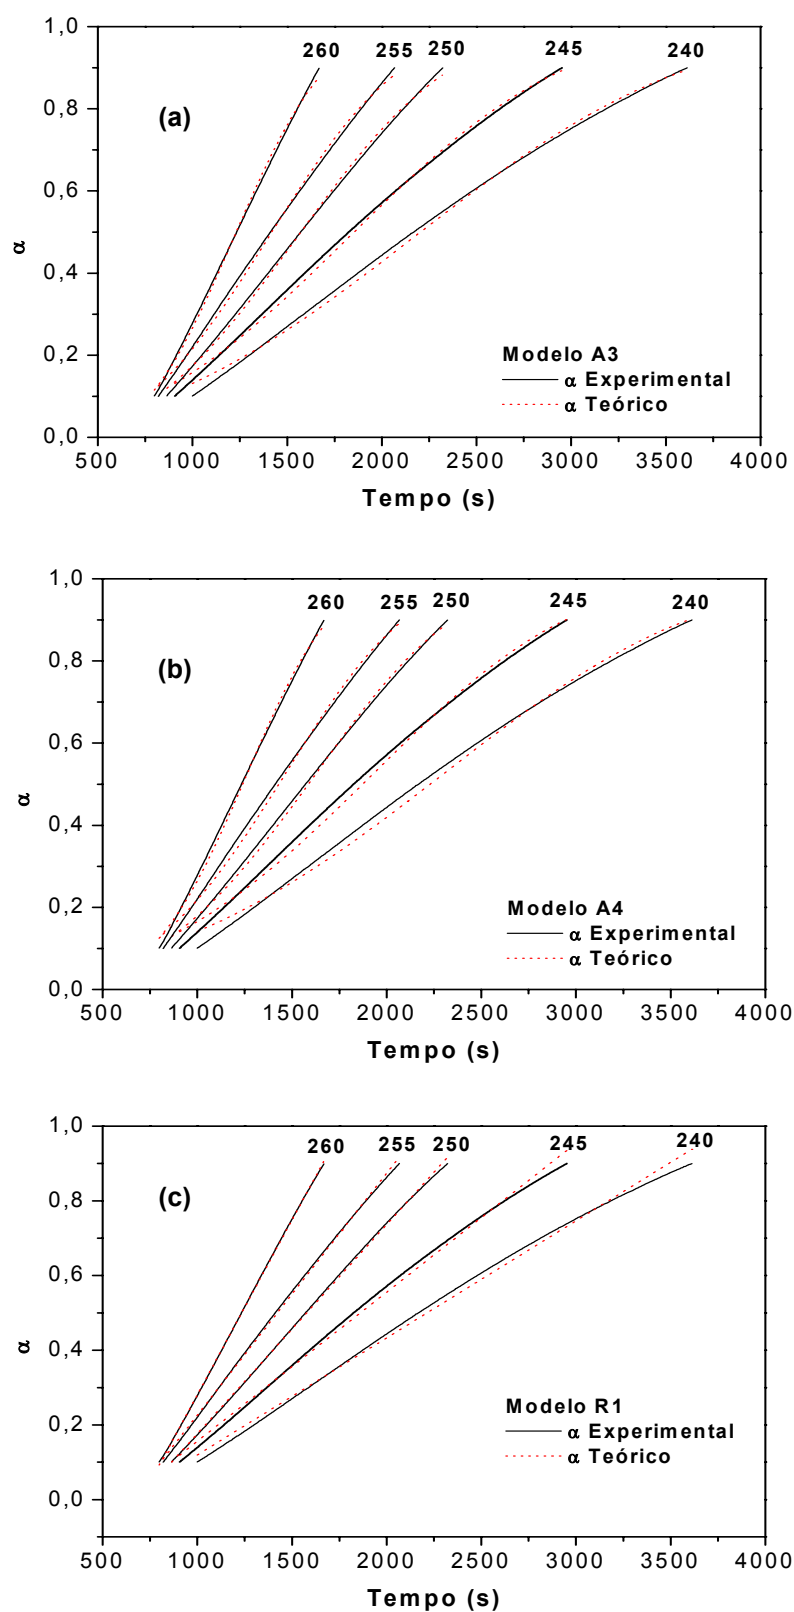 1,0
260 255 250 245 240
(a)
0,8
0,6
α
0,4
0,2
Modelo A3
α Experimental
α Teórico
0,0
500 1000 1500 2000 2500 3000 3500 4000
Tempo (s)
1,0
260 255 250 245 240
(b)
0,8
0,6
α
0,4
0,2
Modelo A4
α Experimental
α Teórico
0,0
500 1000 1500 2000 2500 3000 3500 4000
Tempo (s)
1,0
260 255 250 245 240
(c)
0,8
0,6
α
0,4
0,2
Modelo R1
α Experimental
α Teórico
0,0
500 1000 1500 2000 2500 3000 3500 4000
Tempo (s)